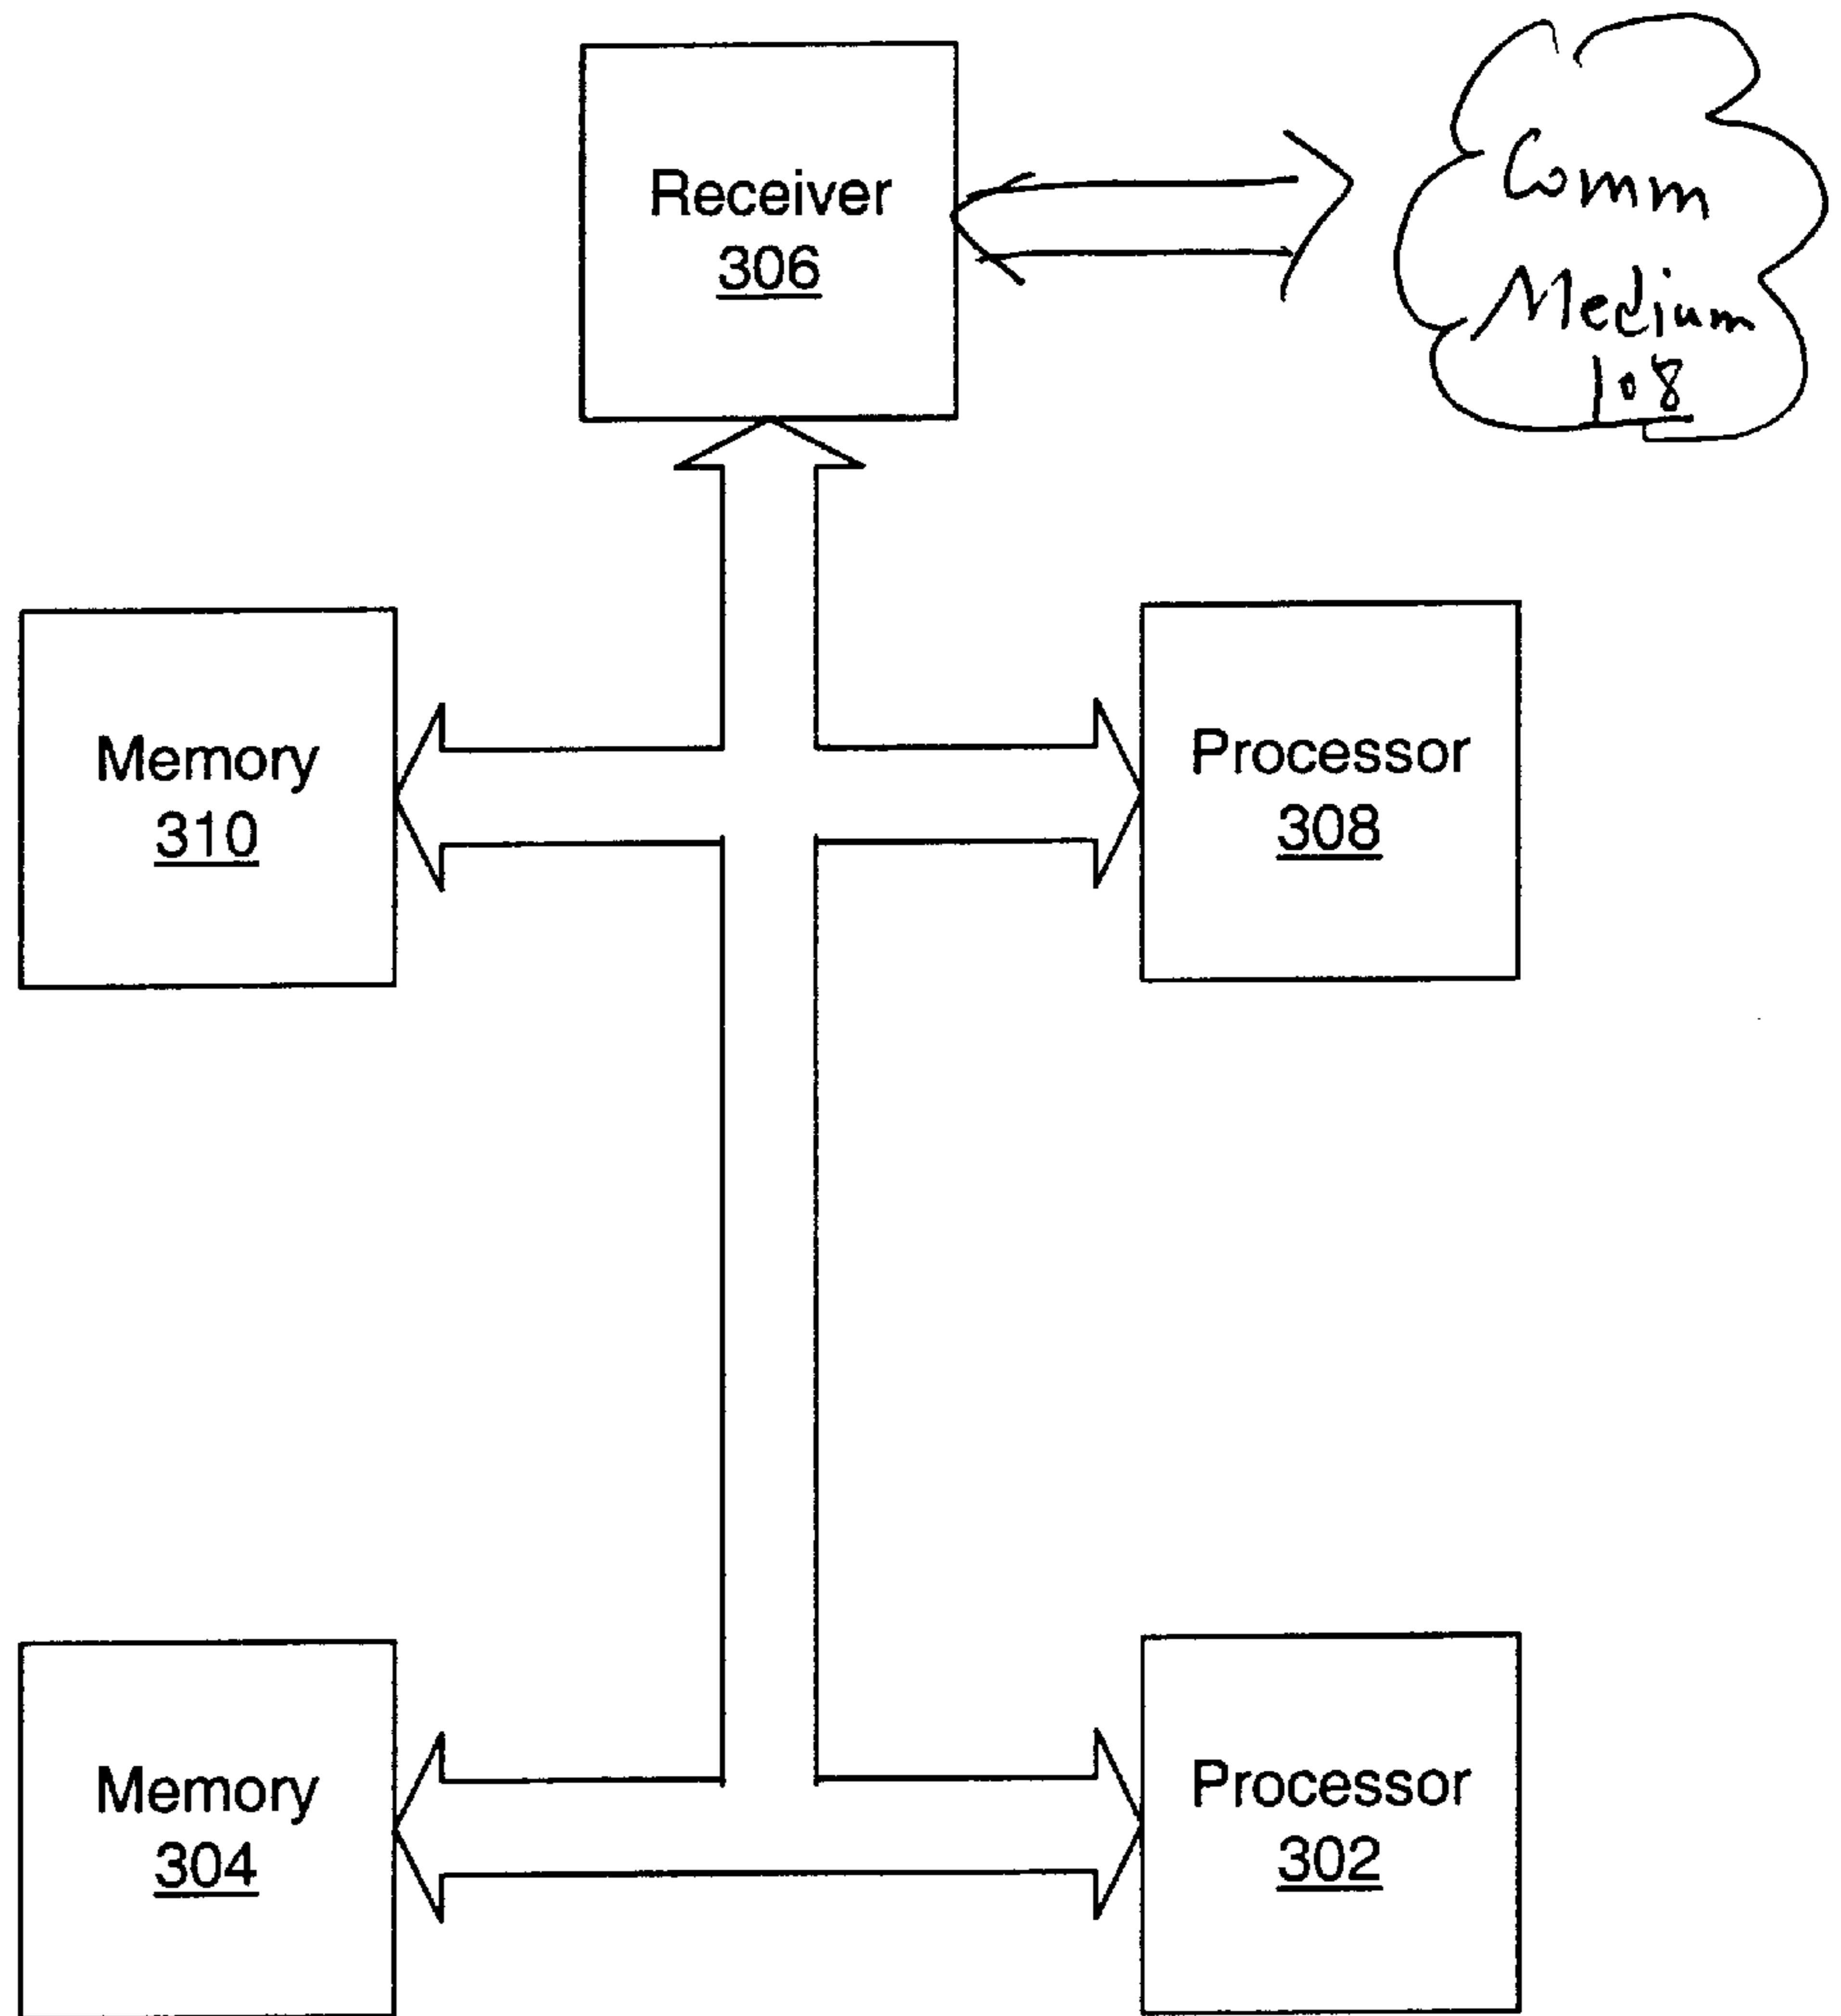 Receiver
306
Comm
Medium
108
Memory
310
Processor
308
Memory
304
Processor
302